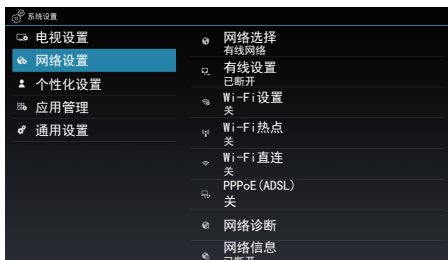 系统设置
电视设置
网络设置
个性化设置
应用管理
通用设置
网络选择
有线网络
有线设置
已断开
Wi-Fi设置
关
Wi-Fi热点
关
Wi-Fi直连
关
PPPoE(ADSL)
关
网络诊断
网络信息
已断开